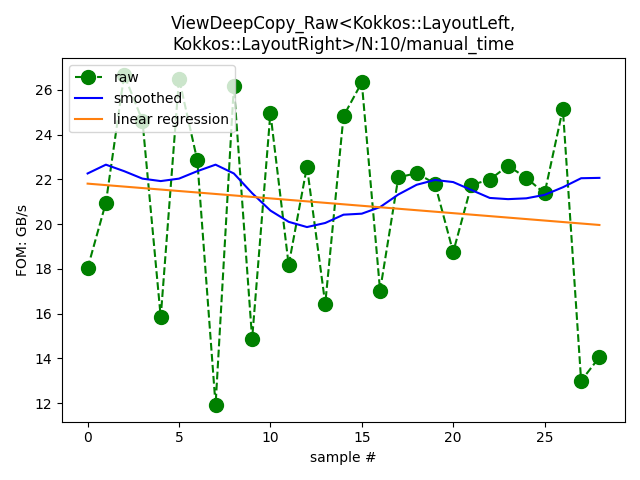 ViewDeepCopy_Raw<Kokkos::LayoutLeft,
Kokkos::LayoutRight>/N:10/manual_time
raw
smoothed
linear regression
FOM: GB/s
26
24
22
20
18
16
14
12
0
5
10
15
20
25
sample #